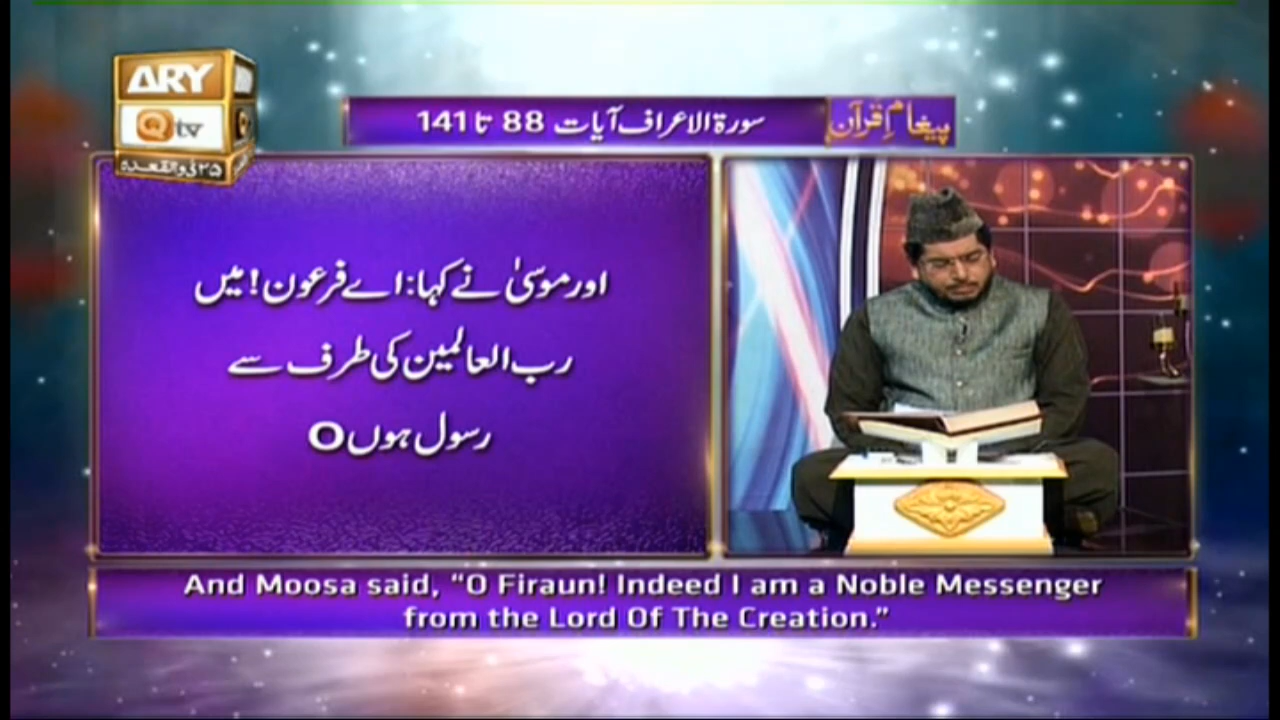 ARY
Qtv
۲۵ ذوالقعدہ
پیغامِ قرآن
سورۃ الاعراف آیات 88 تا 141
اور موسیٰ نے کہا: اے فرعون! میں
رب العالمین کی طرف سے
رسول ہوں O
And Moosa said, “O Firaun! Indeed I am a Noble Messenger
from the Lord Of The Creation.”